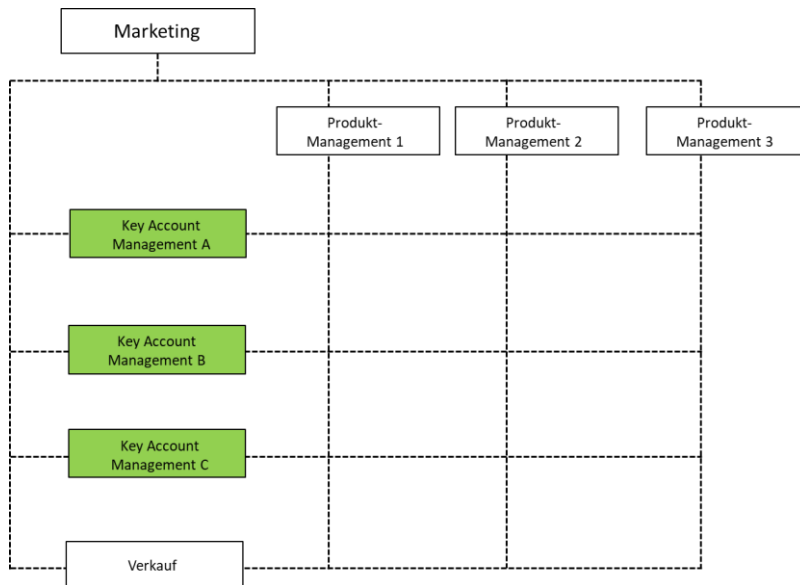 Marketing
Produkt-
Management 1
Produkt-
Management 2
Produkt-
Management 3
Key Account
Management A
Key Account
Management B
Key Account
Management C
Verkauf